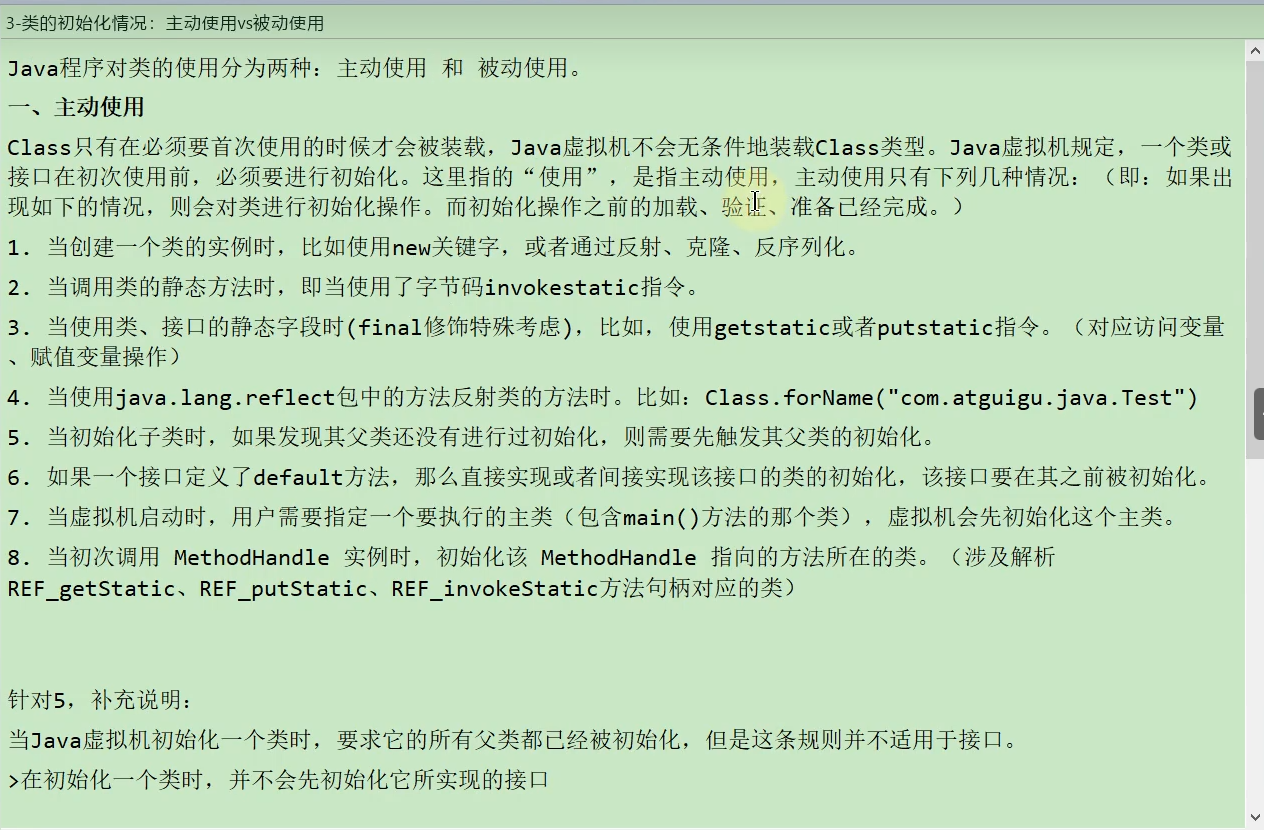 3-类的初始化情况：主动使用vs被动使用
Java程序对类的使用分为两种：主动使用 和 被动使用。
一、主动使用
Class只有在必须要首次使用的时候才会被装载，Java虚拟机不会无条件地装载Class类型。Java虚拟机规定，一个类或
接口在初次使用前，必须要进行初始化。这里指的“使用”，是指主动使用，主动使用只有下列几种情况：（即：如果出
现如下的情况，则会对类进行初始化操作。而初始化操作之前的加载、验证、准备已经完成。）
1. 当创建一个类的实例时，比如使用new关键字，或者通过反射、克隆、反序列化。
2. 当调用类的静态方法时，即当使用了字节码invokestatic指令。
3. 当使用类、接口的静态字段时(final修饰特殊考虑)，比如，使用getstatic或者putstatic指令。（对应访问变量
、赋值变量操作）
4. 当使用java.lang.reflect包中的方法反射类的方法时。比如：Class.forName("com.atguigu.java.Test")
5. 当初始化子类时，如果发现其父类还没有进行过初始化，则需要先触发其父类的初始化。
6. 如果一个接口定义了default方法，那么直接实现或者间接实现该接口的类的初始化，该接口要在其之前被初始化。
7. 当虚拟机启动时，用户需要指定一个要执行的主类（包含main()方法的那个类），虚拟机会先初始化这个主类。
8. 当初次调用 MethodHandle 实例时，初始化该 MethodHandle 指向的方法所在的类。（涉及解析
REF_getStatic、REF_putStatic、REF_invokeStatic方法句柄对应的类）
针对5，补充说明：
当Java虚拟机初始化一个类时，要求它的所有父类都已经被初始化，但是这条规则并不适用于接口。
>在初始化一个类时，并不会先初始化它所实现的接口